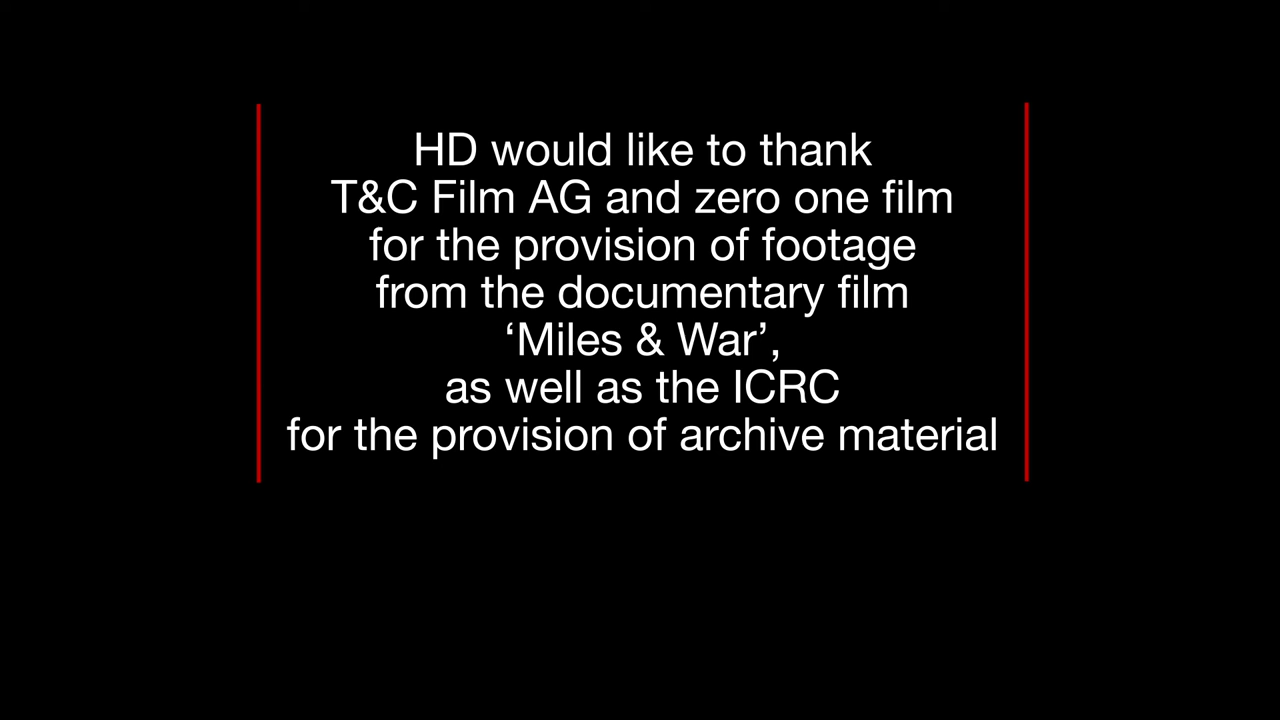 HD would like to thank
T&C Film AG and zero one film
for the provision of footage
from the documentary film
‘Miles & War’,
as well as the ICRC
for the provision of archive material